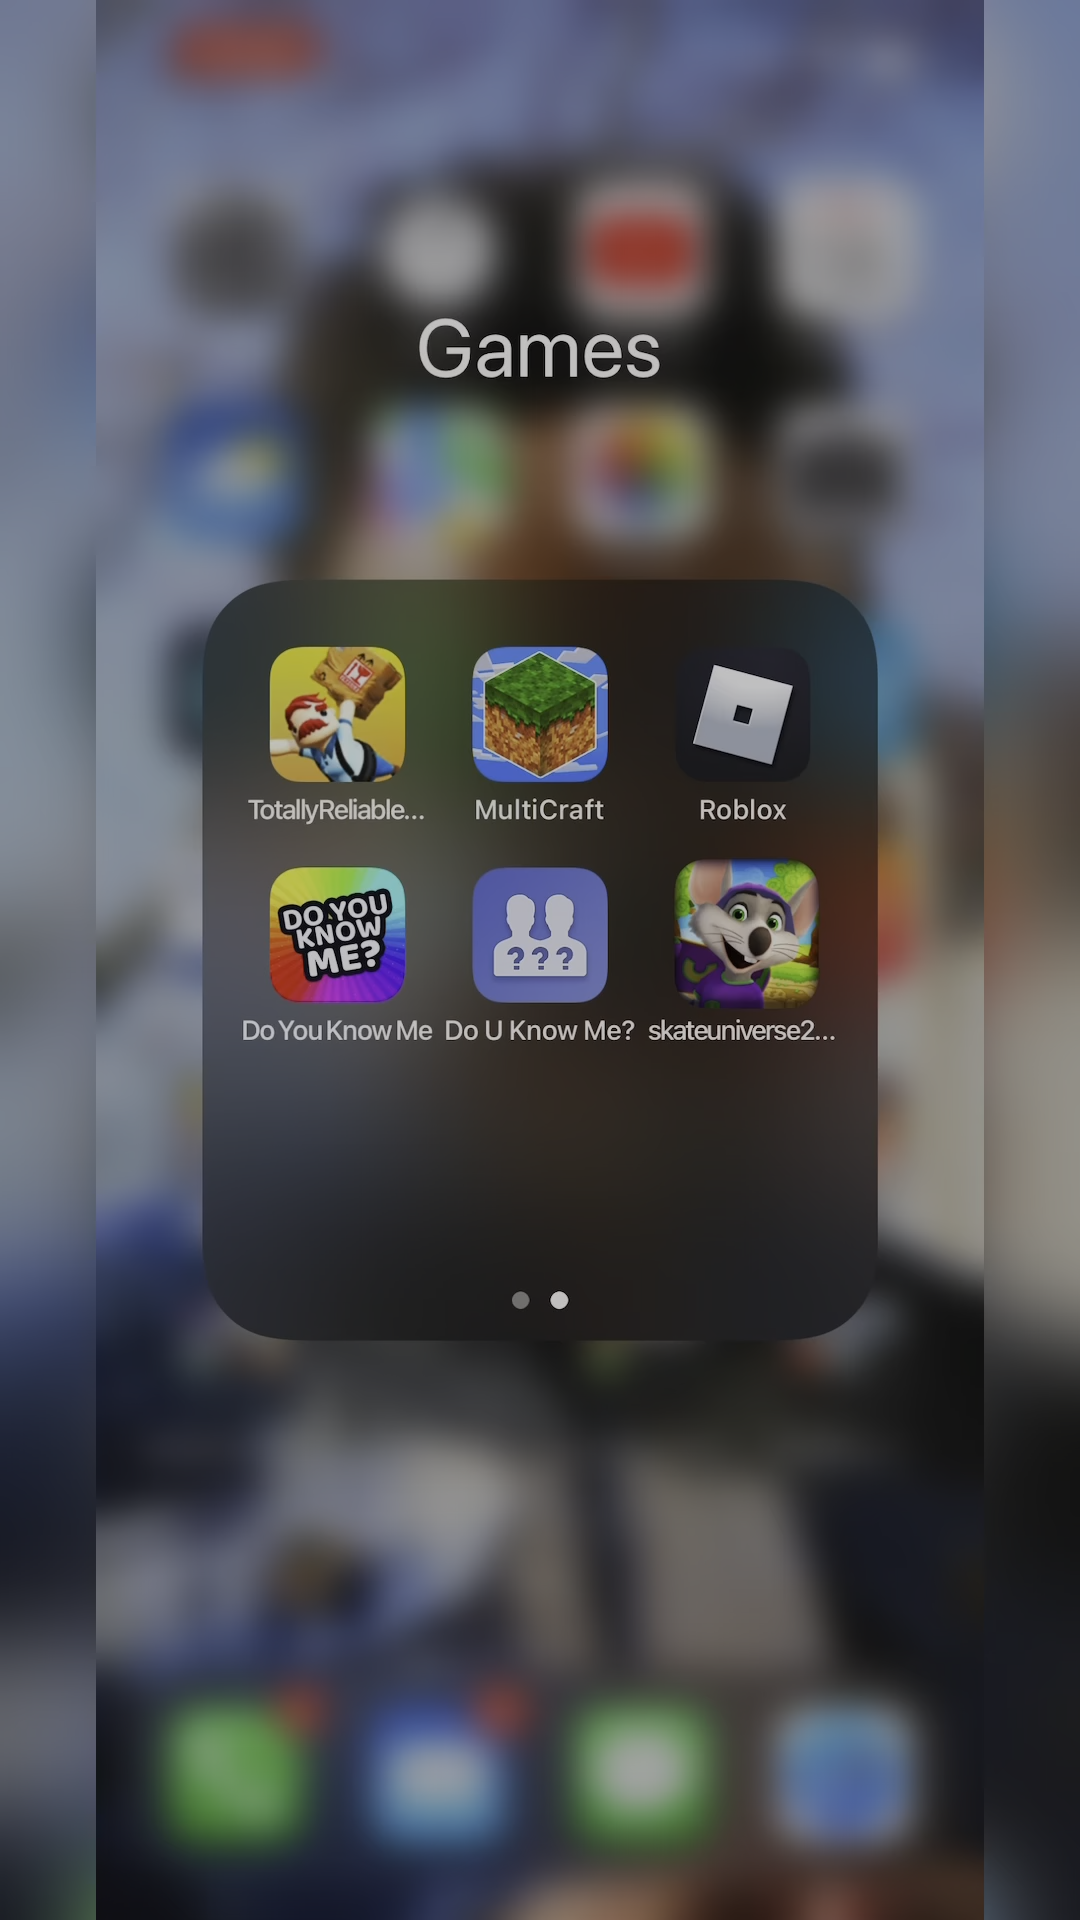 Games
TotallyReliable...
MultiCraft
Roblox
DO YOU
KNOW
ME?
???
Do You Know Me
Do U Know Me?
skateuniverse2...